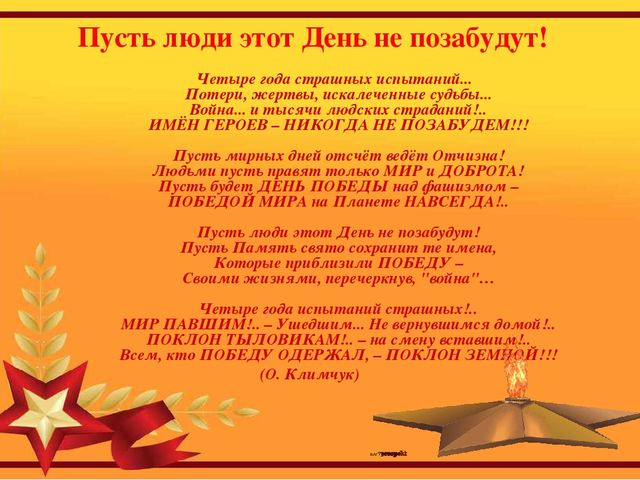 Пусть люди этот День не позабудут!
Четыре года страшных испытаний...
Потери, жертвы, искалеченные судьбы...
Война... и тысячи людских страданий!..
ИМЁН ГЕРОЕВ – НИКОГДА НЕ ПОЗАБУДЕМ!!!
Пусть мирных дней отсчёт ведёт Отчизна!
Людьми пусть правят только МИР и ДОБРОТА!
Пусть будет ДЕНЬ ПОБЕДЫ над фашизмом –
ПОБЕДОЙ МИРА на Планете НАВСЕГДА!..
Пусть люди этот День не позабудут!
Пусть Память свято сохранит те имена,
Которые приблизили ПОБЕДУ –
Своими жизнями, перечеркнув, "война"…
Четыре года испытаний страшных!..
МИР ПАВШИМ!.. – Ушедшим... Не вернувшимся домой!..
ПОКЛОН ТЫЛОВИКАМ!.. – на смену вставшим!..
Всем, кто ПОБЕДУ ОДЕРЖАЛ, – ПОКЛОН ЗЕМНОЙ!!!
(О. Климчук)